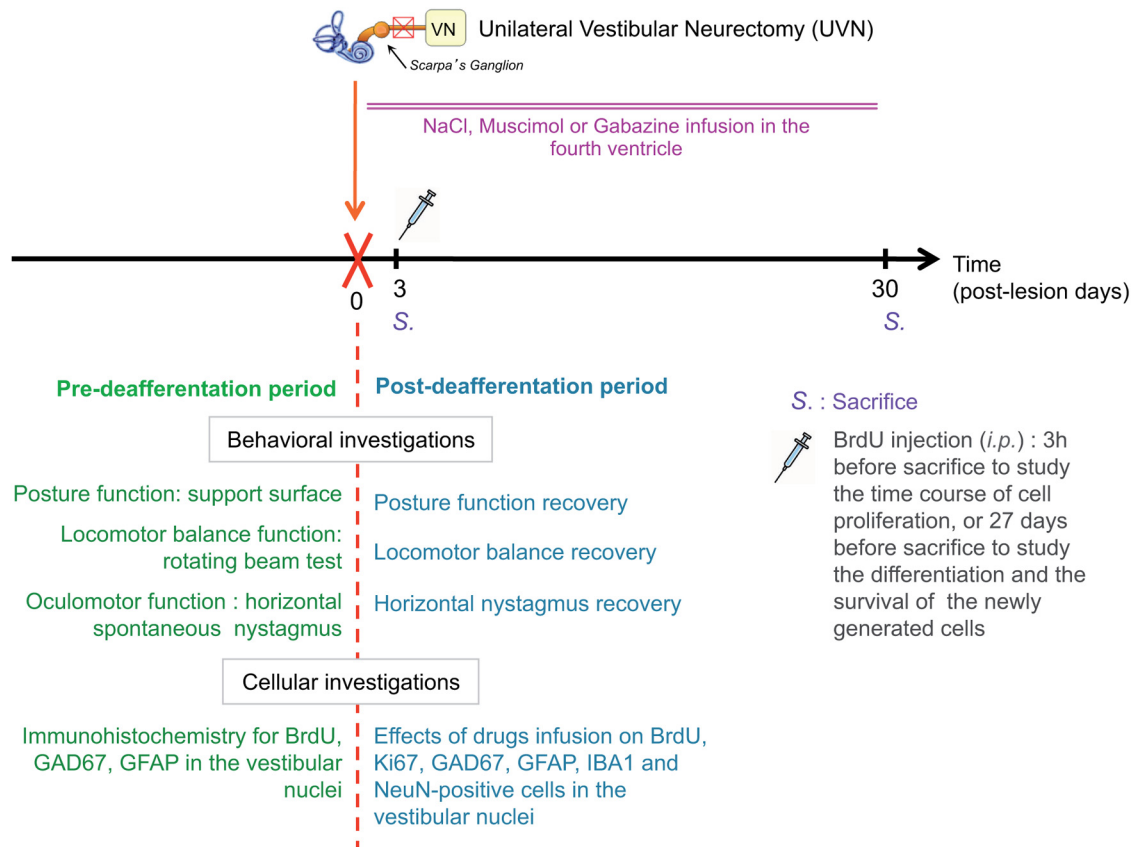 VN
Unilateral Vestibular Neurectomy (UVN)
Scarpa's Ganglion
NaCl, Muscimol or Gabazine infusion in the
fourth ventricle
0
3
30
Time
(post-lesion days)
S.
S.
Pre-deafferentation period
Post-deafferentation period
Behavioral investigations
Posture function: support surface
Locomotor balance function:
rotating beam test
Oculomotor function : horizontal
spontaneous nystagmus
Posture function recovery
Locomotor balance recovery
Horizontal nystagmus recovery
Cellular investigations
Immunohistochemistry for BrdU,
GAD67, GFAP in the vestibular
nuclei
Effects of drugs infusion on BrdU,
Ki67, GAD67, GFAP, IBA1 and
NeuN-positive cells in the
vestibular nuclei
S. : Sacrifice
BrdU injection (i.p.) : 3h
before sacrifice to study
the time course of cell
proliferation, or 27 days
before sacrifice to study
the differentiation and the
survival of the newly
generated cells